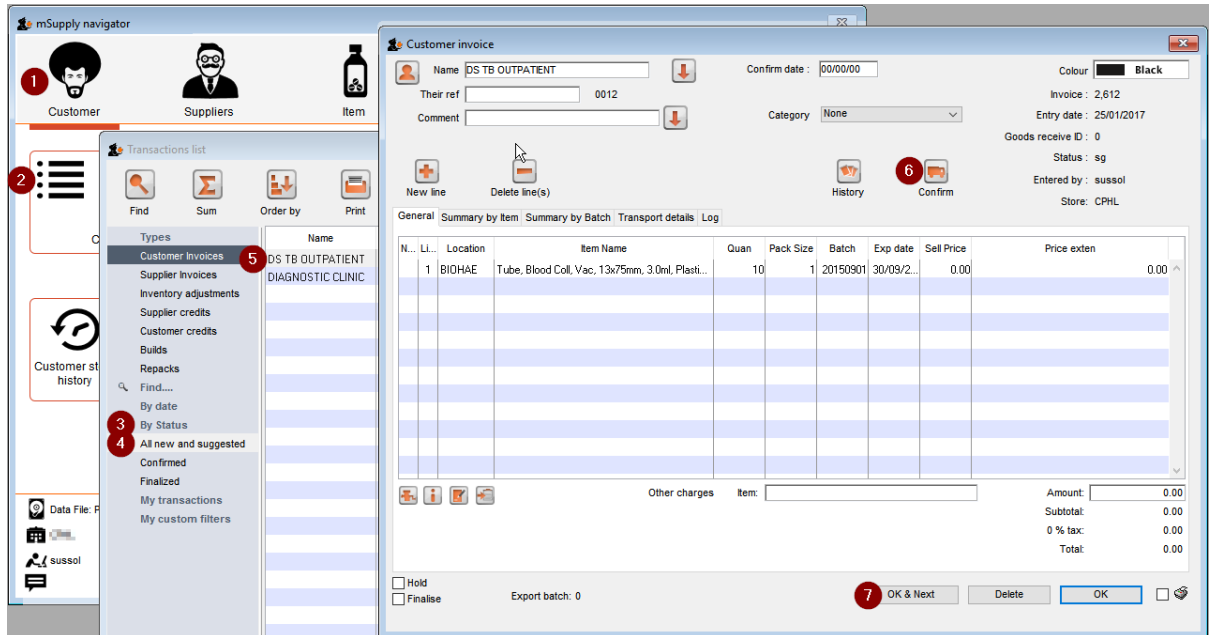 mSupply navigator
1
Customer
Suppliers
Item
2
C
Customer st
history
Data File: P
sussol
Transactions list
Find
Sum
Order by
Print
Types
Customer Invoices
Supplier Invoices
Inventory adjustments
Supplier credits
Customer credits
Builds
Repacks
Find....
By date
3 By Status
4 All new and suggested
Confirmed
Finalized
My transactions
My custom filters
Name
5 DS TB OUTPATIENT
DIAGNOSTIC CLINIC
Customer invoice
Name DS TB OUTPATIENT
Confirm date : 00/00/00
Colour Black
Their ref 0012
Invoice : 2,612
Comment
Category None
Entry date : 25/01/2017
Goods receive ID : 0
Status : sg
Entered by : sussol
Store: CPHL
New line
Delete line(s)
History
6 Confirm
General Summary by Item Summary by Batch Transport details Log
N... Li... Location Item Name Quan Pack Size Batch Exp date Sell Price Price exten
1 BIOHAE Tube, Blood Coll, Vac, 13x75mm, 3.0ml, Plasti... 10 1 20150901 30/09/2... 0.00 0.00
Other charges Item: Amount: 0.00
Subtotal: 0.00
0 % tax: 0.00
Total: 0.00
Hold
Finalise
Export batch: 0
7 OK & Next
Delete
OK